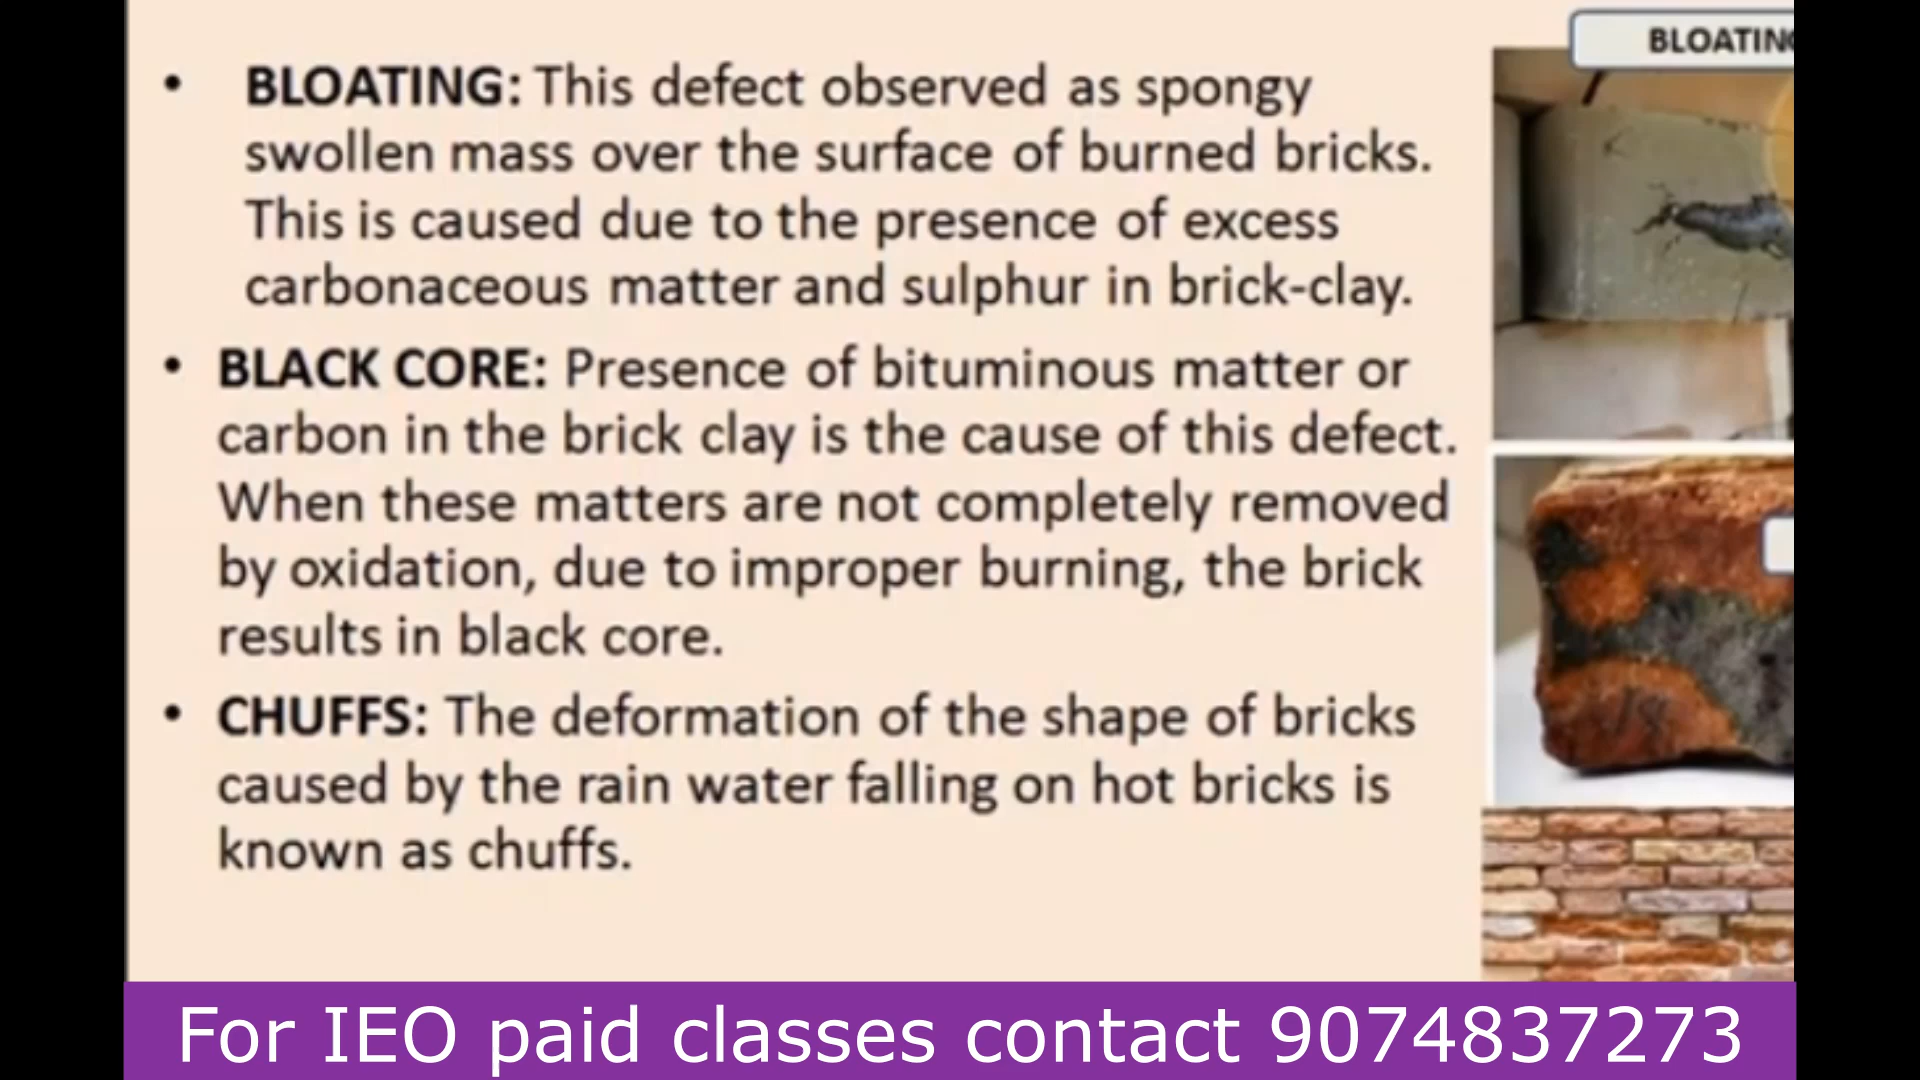 BLOATING
• BLOATING: This defect observed as spongy
swollen mass over the surface of burned bricks.
This is caused due to the presence of excess
carbonaceous matter and sulphur in brick-clay.
• BLACK CORE: Presence of bituminous matter or
carbon in the brick clay is the cause of this defect.
When these matters are not completely removed
by oxidation, due to improper burning, the brick
results in black core.
• CHUFFS: The deformation of the shape of bricks
caused by the rain water falling on hot bricks is
known as chuffs.
For IEO paid classes contact 9074837273